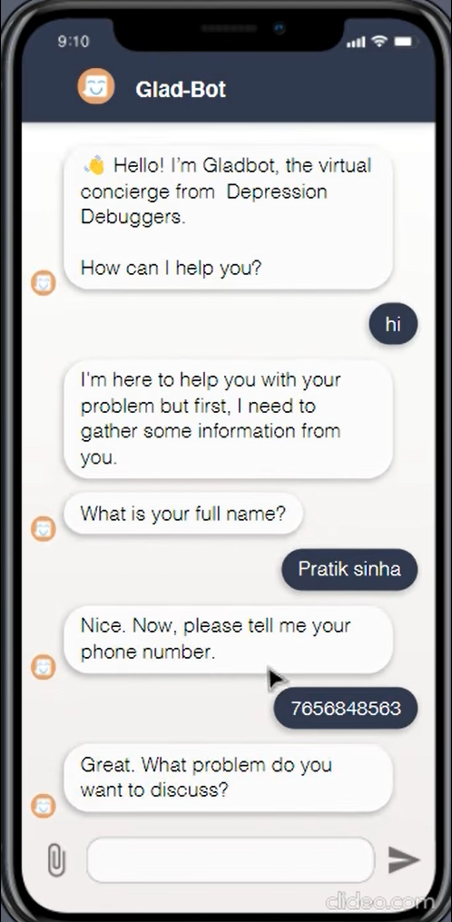 9:10
Glad-Bot
👋 Hello! I'm Gladbot, the virtual
concierge from Depression
Debuggers.
How can I help you?
hi
I'm here to help you with your
problem but first, I need to
gather some information from
you.
What is your full name?
Pratik sinha
Nice. Now, please tell me your
phone number.
7656848563
Great. What problem do you
want to discuss?
clideo.com